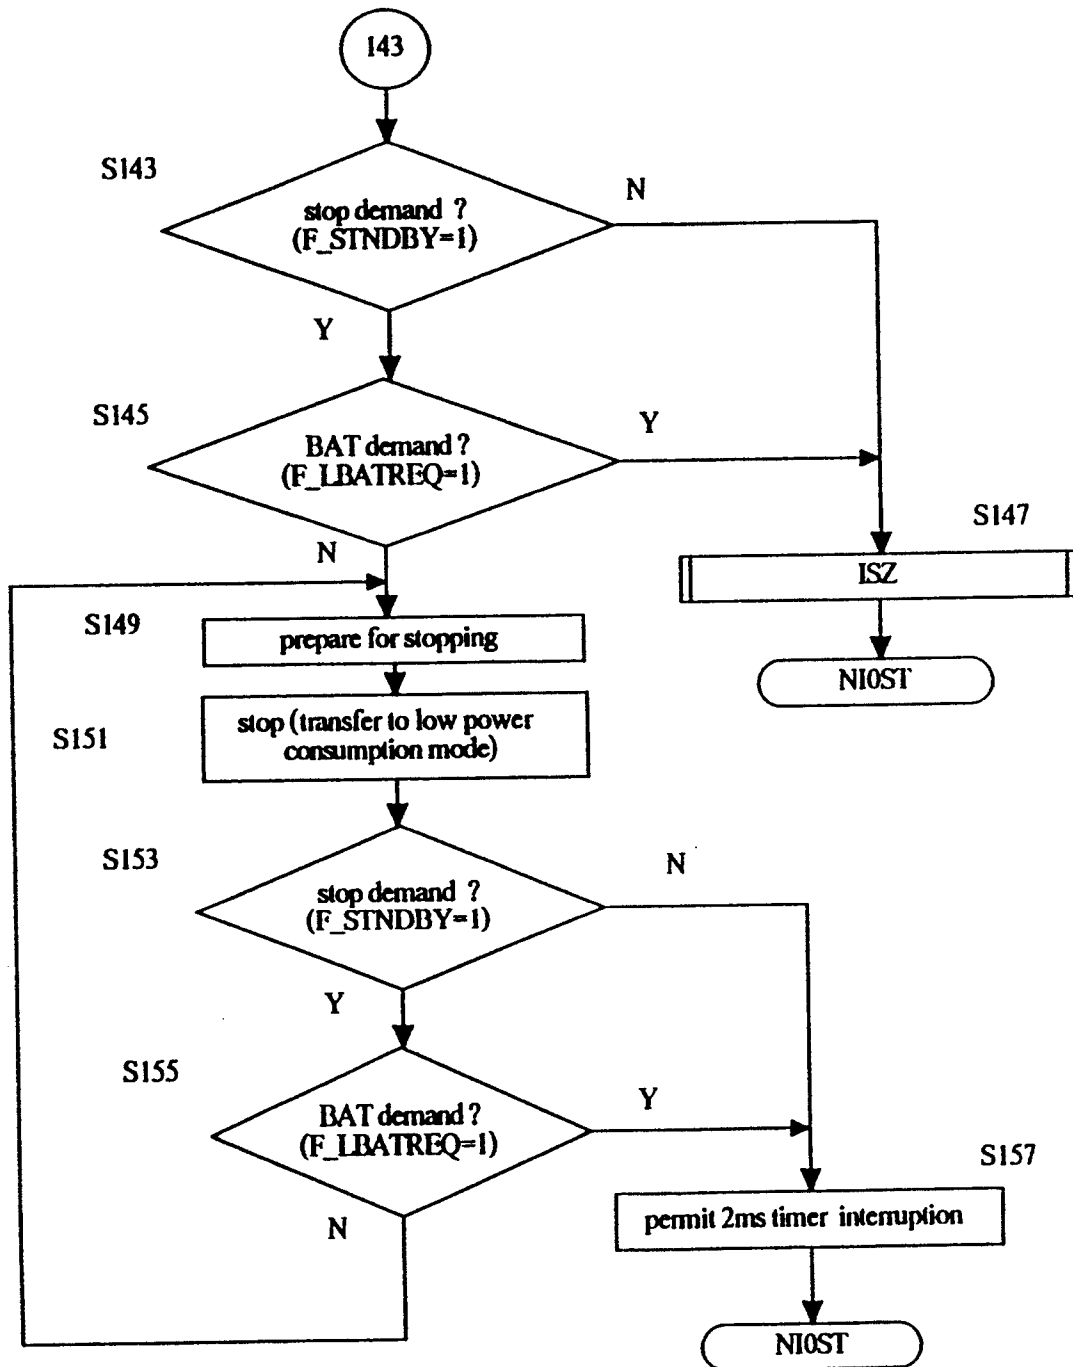 143
S143
stop demand ?
(F_STNDBY=1)
N
Y
S145
BAT demand ?
(F_LBATREQ=1)
Y
N
S147
ISZ
NI0ST
S149
prepare for stopping
S151
stop (transfer to low power
consumption mode)
S153
stop demand ?
(F_STNDBY=1)
N
Y
S155
BAT demand ?
(F_LBATREQ=1)
Y
N
S157
permit 2ms timer interruption
NI0ST